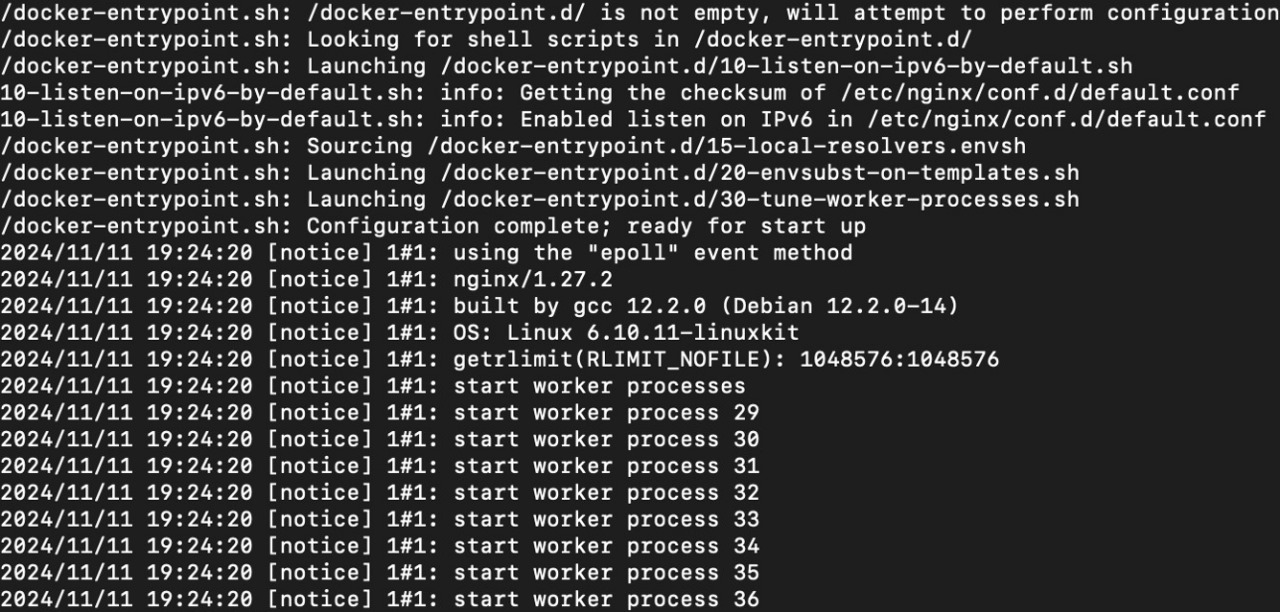 /docker-entrypoint.sh: /docker-entrypoint.d/ is not empty, will attempt to perform configuration
/docker-entrypoint.sh: Looking for shell scripts in /docker-entrypoint.d/
/docker-entrypoint.sh: Launching /docker-entrypoint.d/10-listen-on-ipv6-by-default.sh
10-listen-on-ipv6-by-default.sh: info: Getting the checksum of /etc/nginx/conf.d/default.conf
10-listen-on-ipv6-by-default.sh: info: Enabled listen on IPv6 in /etc/nginx/conf.d/default.conf
/docker-entrypoint.sh: Sourcing /docker-entrypoint.d/15-local-resolvers.envsh
/docker-entrypoint.sh: Launching /docker-entrypoint.d/20-envsubst-on-templates.sh
/docker-entrypoint.sh: Launching /docker-entrypoint.d/30-tune-worker-processes.sh
/docker-entrypoint.sh: Configuration complete; ready for start up
2024/11/11 19:24:20 [notice] 1#1: using the "epoll" event method
2024/11/11 19:24:20 [notice] 1#1: nginx/1.27.2
2024/11/11 19:24:20 [notice] 1#1: built by gcc 12.2.0 (Debian 12.2.0-14)
2024/11/11 19:24:20 [notice] 1#1: OS: Linux 6.10.11-linuxkit
2024/11/11 19:24:20 [notice] 1#1: getrlimit(RLIMIT_NOFILE): 1048576:1048576
2024/11/11 19:24:20 [notice] 1#1: start worker processes
2024/11/11 19:24:20 [notice] 1#1: start worker process 29
2024/11/11 19:24:20 [notice] 1#1: start worker process 30
2024/11/11 19:24:20 [notice] 1#1: start worker process 31
2024/11/11 19:24:20 [notice] 1#1: start worker process 32
2024/11/11 19:24:20 [notice] 1#1: start worker process 33
2024/11/11 19:24:20 [notice] 1#1: start worker process 34
2024/11/11 19:24:20 [notice] 1#1: start worker process 35
2024/11/11 19:24:20 [notice] 1#1: start worker process 36